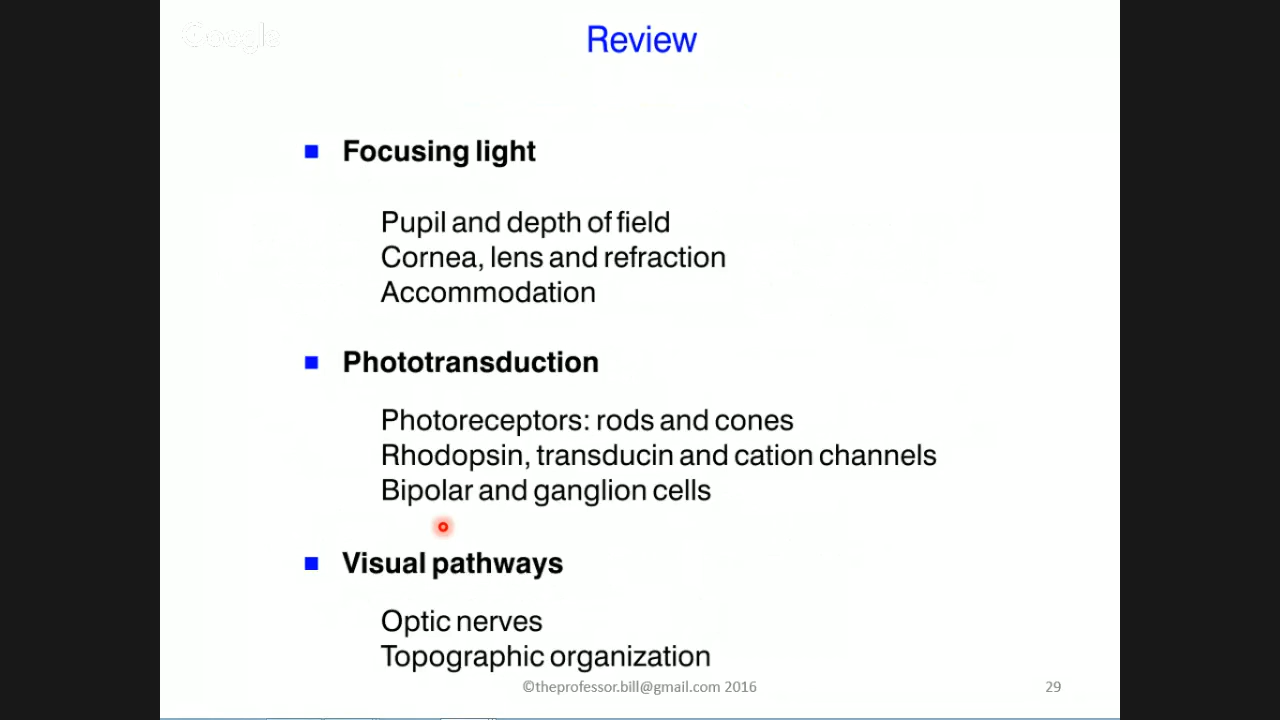 Google
Review
Focusing light
Pupil and depth of field
Cornea, lens and refraction
Accommodation
Phototransduction
Photoreceptors: rods and cones
Rhodopsin, transducin and cation channels
Bipolar and ganglion cells
Visual pathways
Optic nerves
Topographic organization
©theprofessor.bill@gmail.com 2016
29